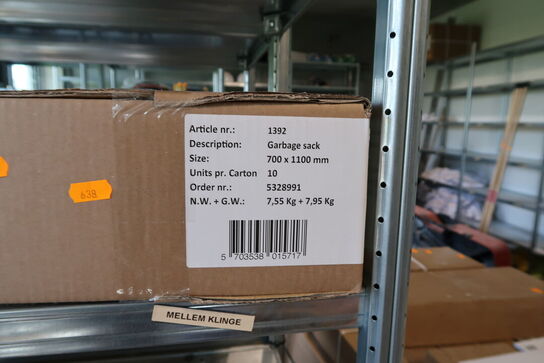 Article nr.: 1392
Description: Garbage sack
Size: 700 x 1100 mm
Units pr. Carton 10
Order nr.: 5328991
N.W. + G.W.: 7,55 Kg + 7,95 Kg
5 703538 015717
638
MELLEM KLINGE